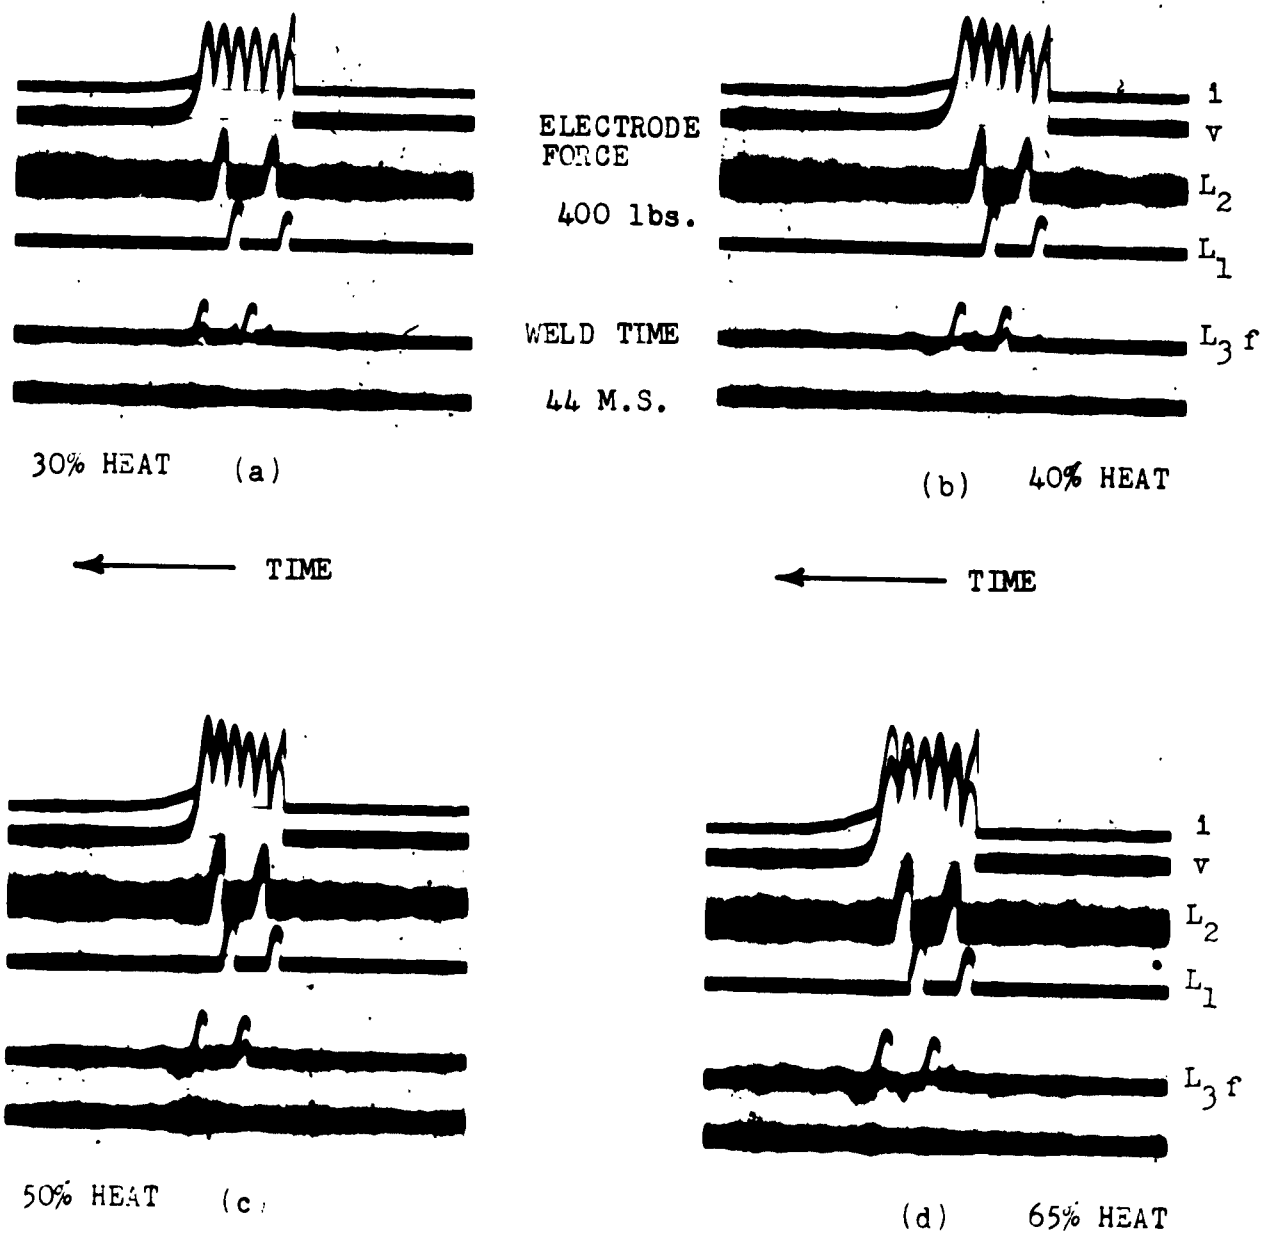 i
v
ELECTRODE
FORCE
400 lbs.
L2
L1
WELD TIME
L3 f
44 M.S.
30% HEAT (a)
(b) 40% HEAT
TIME
TIME
i
v
L2
L1
L3 f
50% HEAT (c
(d) 65% HEAT